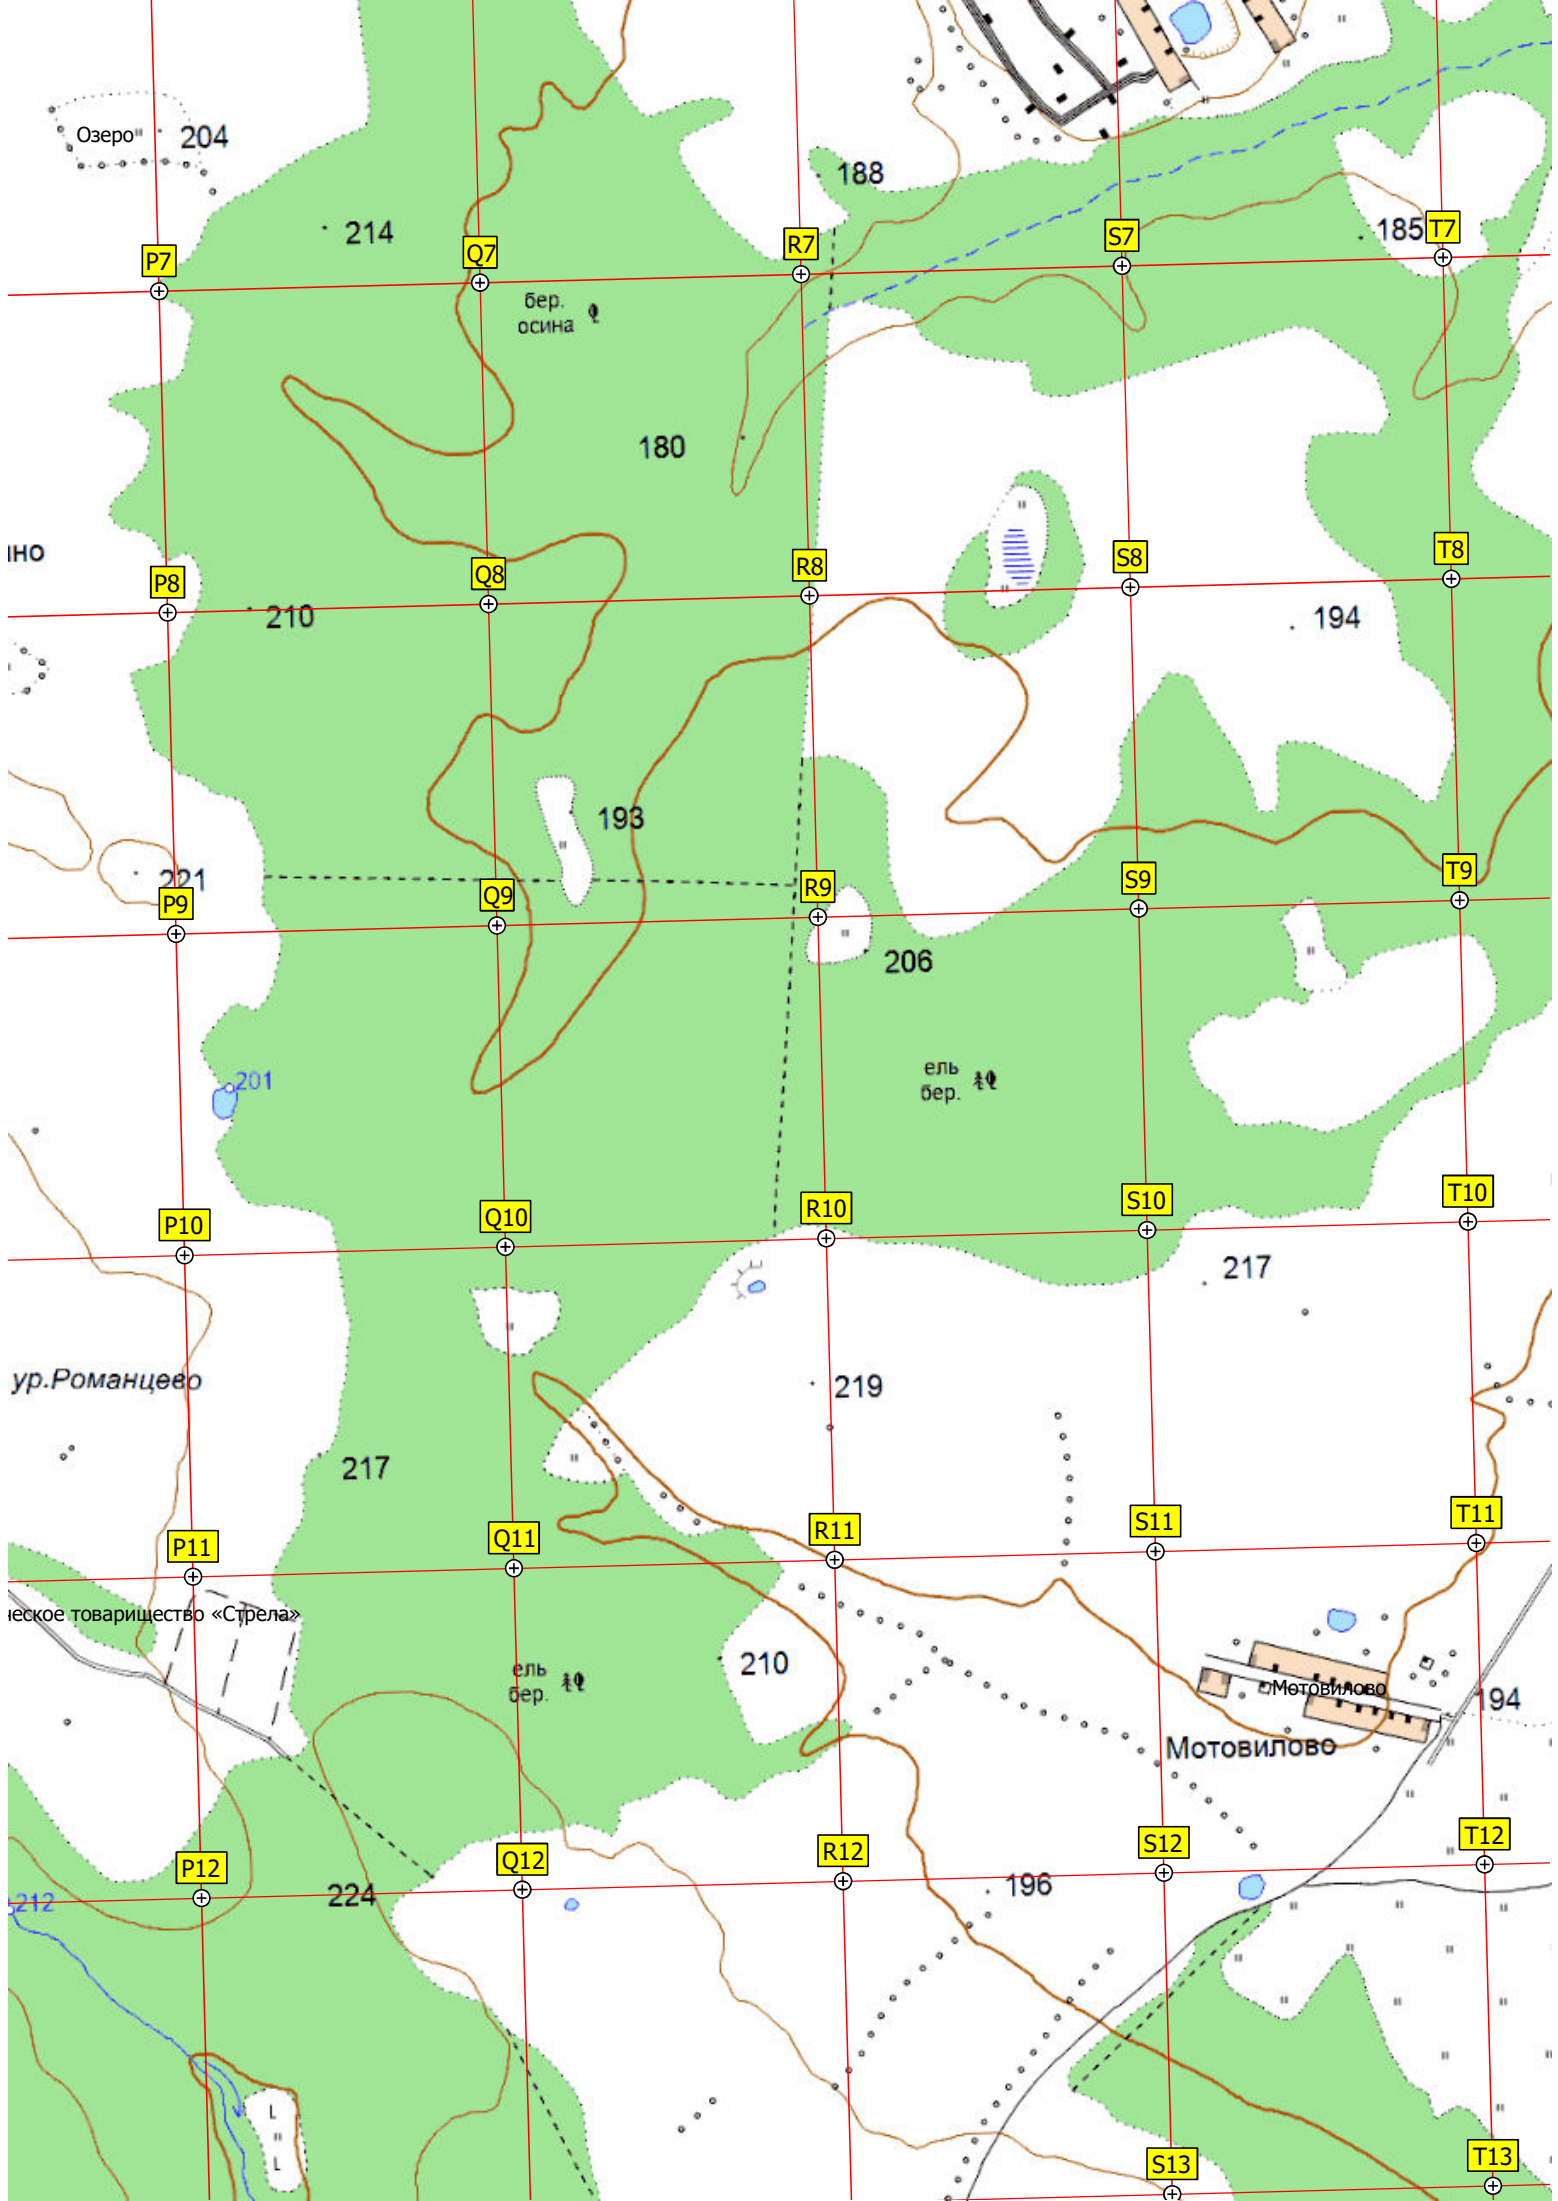 Озеро
204
188
214
185
P7
Q7
R7
S7
T7
бер.
осина
180
но
P8
Q8
R8
S8
T8
210
194
193
221
P9
Q9
R9
S9
T9
206
201
ель
бер.
P10
Q10
R10
S10
T10
217
ур.Романцево
219
217
P11
Q11
R11
S11
T11
ческое товарищество «Стрела»
ель
бер.
210
Мотовилово
194
Мотовилово
P12
Q12
R12
S12
T12
224
196
212
L
L
S13
T13